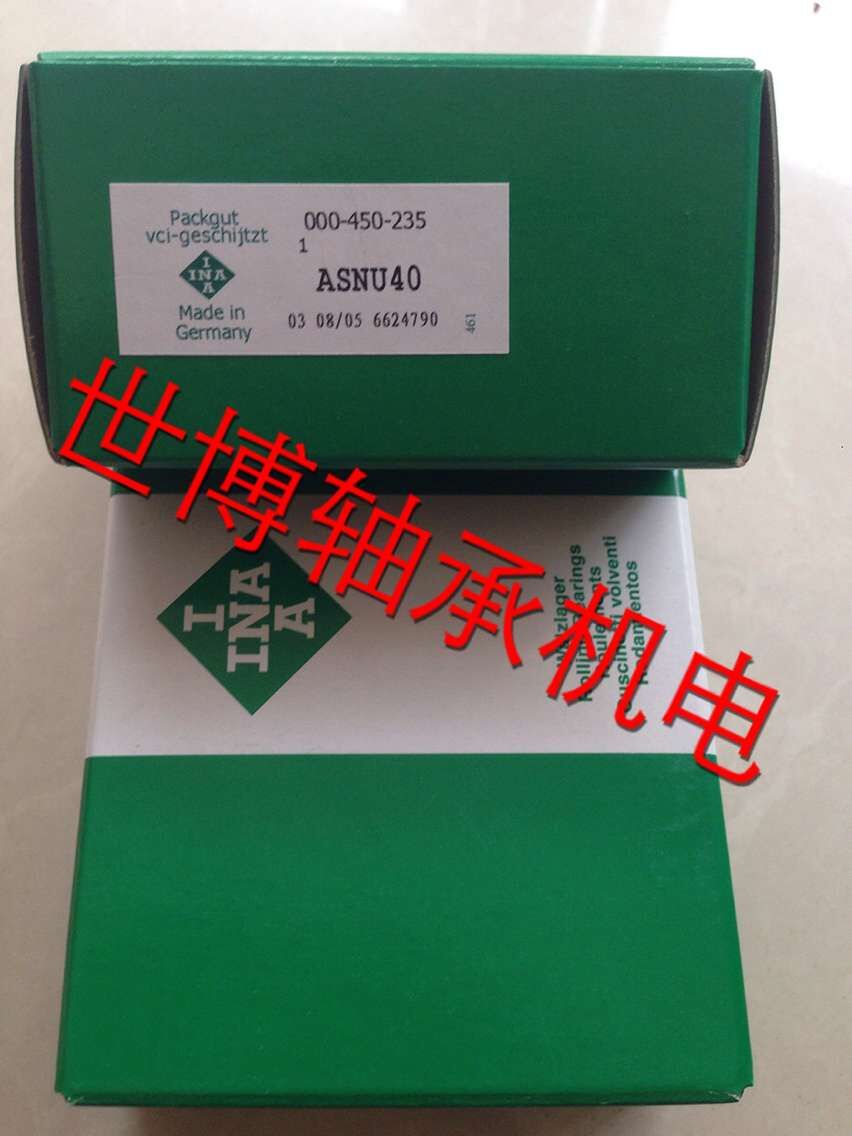 Packgut
vci-geschijtzt
I
INA
A
Made in
Germany
000-450-235
1
ASNU40
03 08/05 6624790
461
世博轴承机电
I
INA
A
volventi